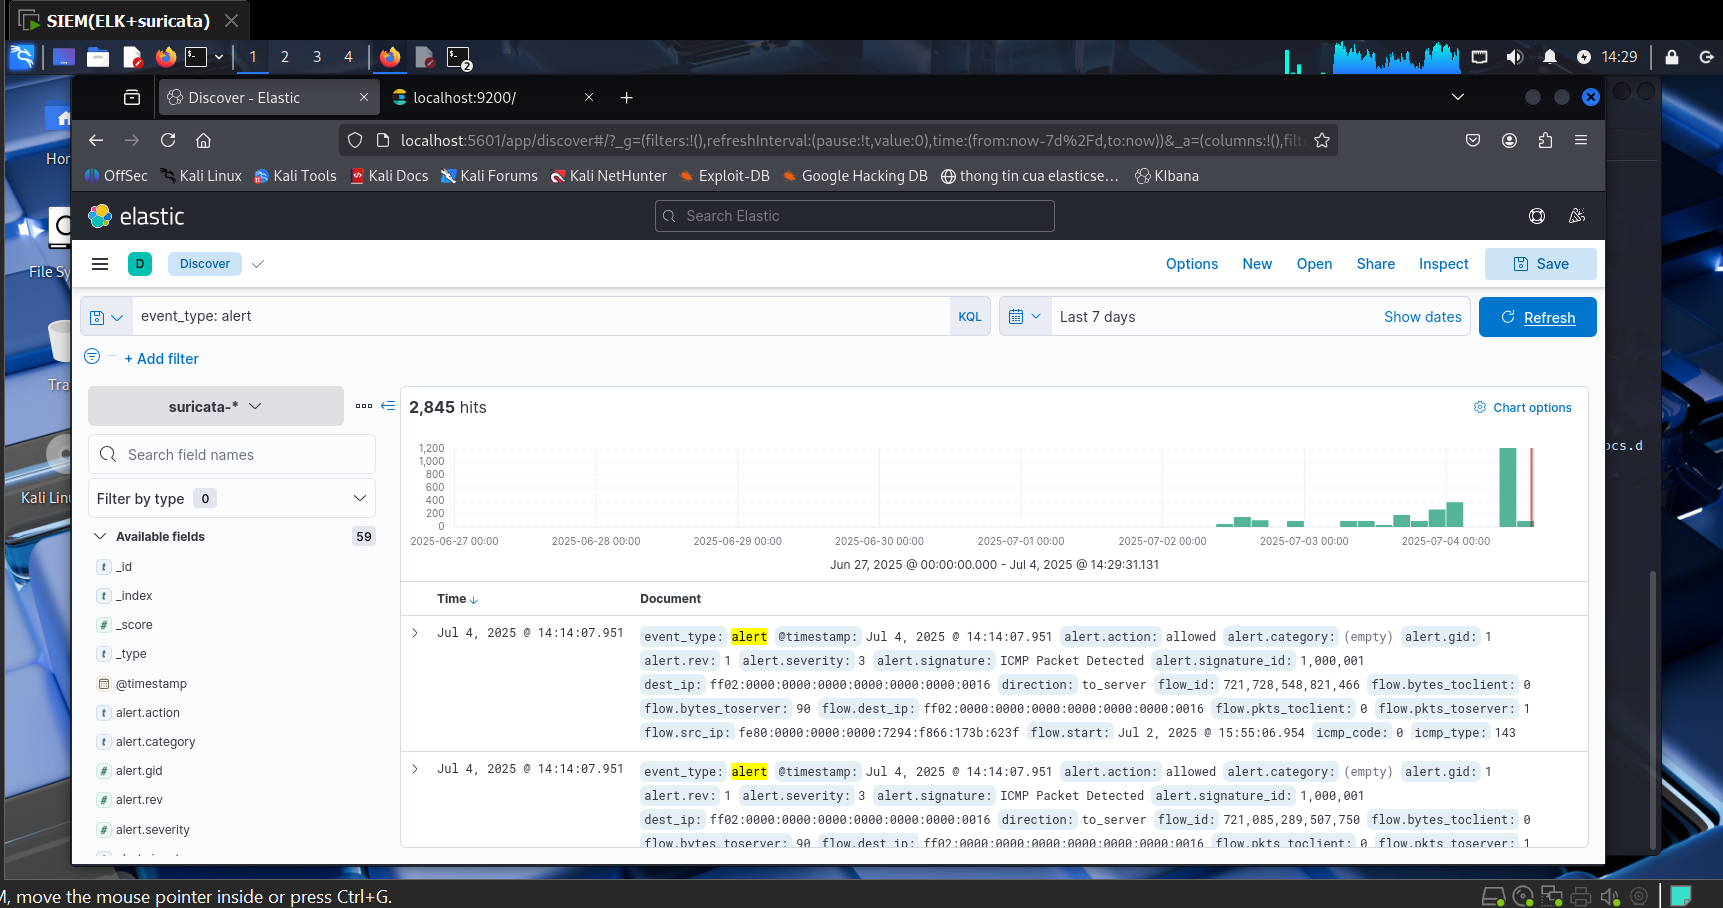 SIEM(ELK+suricata)
1 2 3 4 2 14:29
Discover - Elastic
localhost:9200/
localhost:5601/app/discover#/?_g=(filters:!(),refreshInterval:(pause:!t,value:0),time:(from:now-7d%2Fd,to:now))&_a=(columns:!(),filt
OffSec Kali Linux Kali Tools Kali Docs Kali Forums Kali NetHunter Exploit-DB Google Hacking DB thong tin cua elasticse… KIbana
elastic
Search Elastic
D Discover Options New Open Share Inspect Save
event_type: alert KQL Last 7 days Show dates Refresh
+ Add filter
suricata-*
2,845 hits
Chart options
Search field names
Filter by type 0
Available fields 59
_id
_index
_score
_type
@timestamp
alert.action
alert.category
alert.gid
alert.rev
alert.severity
1,200
1,000
800
600
400
200
0
2025-06-27 00:00 2025-06-28 00:00 2025-06-29 00:00 2025-06-30 00:00 2025-07-01 00:00 2025-07-02 00:00 2025-07-03 00:00 2025-07-04 00:00
Jun 27, 2025 @ 00:00:00.000 - Jul 4, 2025 @ 14:29:31.131
Time Document
Jul 4, 2025 @ 14:14:07.951 event_type: alert @timestamp: Jul 4, 2025 @ 14:14:07.951 alert.action: allowed alert.category: (empty) alert.gid: 1
alert.rev: 1 alert.severity: 3 alert.signature: ICMP Packet Detected alert.signature_id: 1,000,001
dest_ip: ff02:0000:0000:0000:0000:0000:0000:0016 direction: to_server flow_id: 721,728,548,821,466 flow.bytes_toclient: 0
flow.bytes_toserver: 90 flow.dest_ip: ff02:0000:0000:0000:0000:0000:0000:0016 flow.pkts_toclient: 0 flow.pkts_toserver: 1
flow.src_ip: fe80:0000:0000:0000:7294:f866:173b:623f flow.start: Jul 2, 2025 @ 15:55:06.954 icmp_code: 0 icmp_type: 143
Jul 4, 2025 @ 14:14:07.951 event_type: alert @timestamp: Jul 4, 2025 @ 14:14:07.951 alert.action: allowed alert.category: (empty) alert.gid: 1
alert.rev: 1 alert.severity: 3 alert.signature: ICMP Packet Detected alert.signature_id: 1,000,001
dest_ip: ff02:0000:0000:0000:0000:0000:0000:0016 direction: to_server flow_id: 721,085,289,507,750 flow.bytes_toclient: 0
flow.bytes_toserver: 90 flow.dest_ip: ff02:0000:0000:0000:0000:0000:0000:0016 flow.pkts_toclient: 0 flow.pkts_toserver: 1
Hor
File Sy
Tra
Kali Lin
ocs.d
M, move the mouse pointer inside or press Ctrl+G.